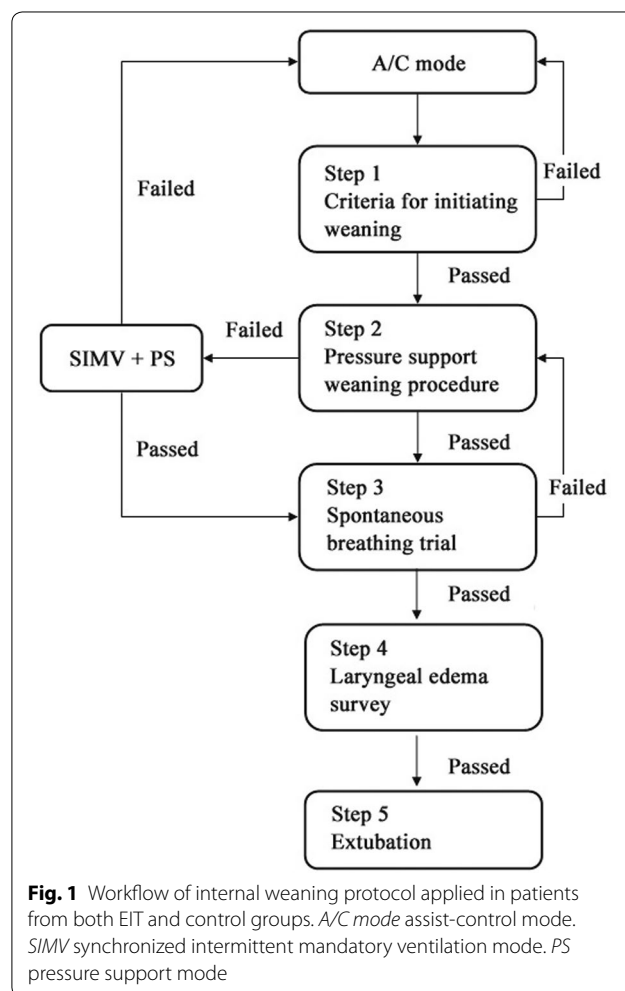 A/C mode
Failed
Step 1
Criteria for initiating
weaning
Failed
Passed
Step 2
Pressure support
weaning procedure
Failed
SIMV + PS
Passed
Passed
Step 3
Spontaneous
breathing trial
Failed
Passed
Step 4
Laryngeal edema
survey
Passed
Step 5
Extubation
Fig. 1 Workflow of internal weaning protocol applied in patients
from both EIT and control groups. A/C mode assist-control mode.
SIMV synchronized intermittent mandatory ventilation mode. PS
pressure support mode